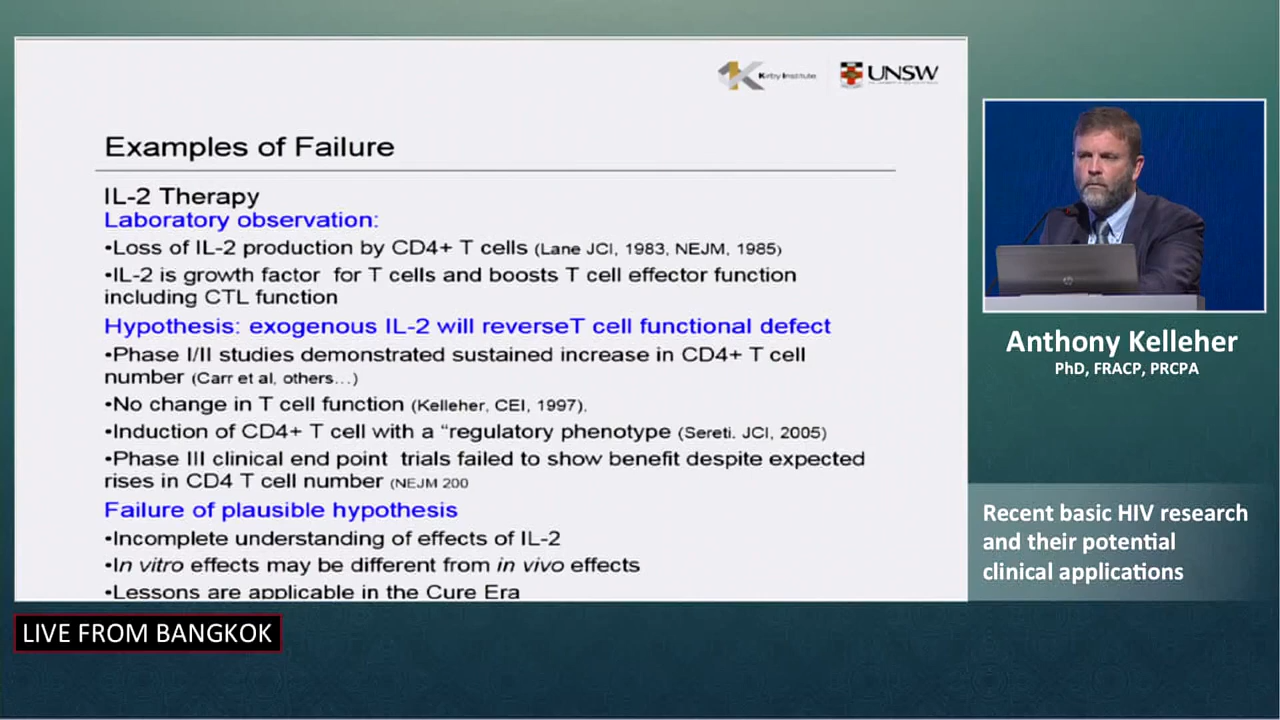 Kirby Institute
UNSW
Examples of Failure
IL-2 Therapy
Laboratory observation:
•Loss of IL-2 production by CD4+ T cells (Lane JCI, 1983, NEJM, 1985)
•IL-2 is growth factor for T cells and boosts T cell effector function
including CTL function
Hypothesis: exogenous IL-2 will reverseT cell functional defect
•Phase I/II studies demonstrated sustained increase in CD4+ T cell
number (Carr et al, others...)
•No change in T cell function (Kelleher, CEI, 1997).
•Induction of CD4+ T cell with a “regulatory phenotype (Sereti. JCI, 2005)
•Phase III clinical end point trials failed to show benefit despite expected
rises in CD4 T cell number (NEJM 200
Failure of plausible hypothesis
•Incomplete understanding of effects of IL-2
•In vitro effects may be different from in vivo effects
•Lessons are applicable in the Cure Era
Anthony Kelleher
PhD, FRACP, PRCPA
Recent basic HIV research
and their potential
clinical applications
LIVE FROM BANGKOK